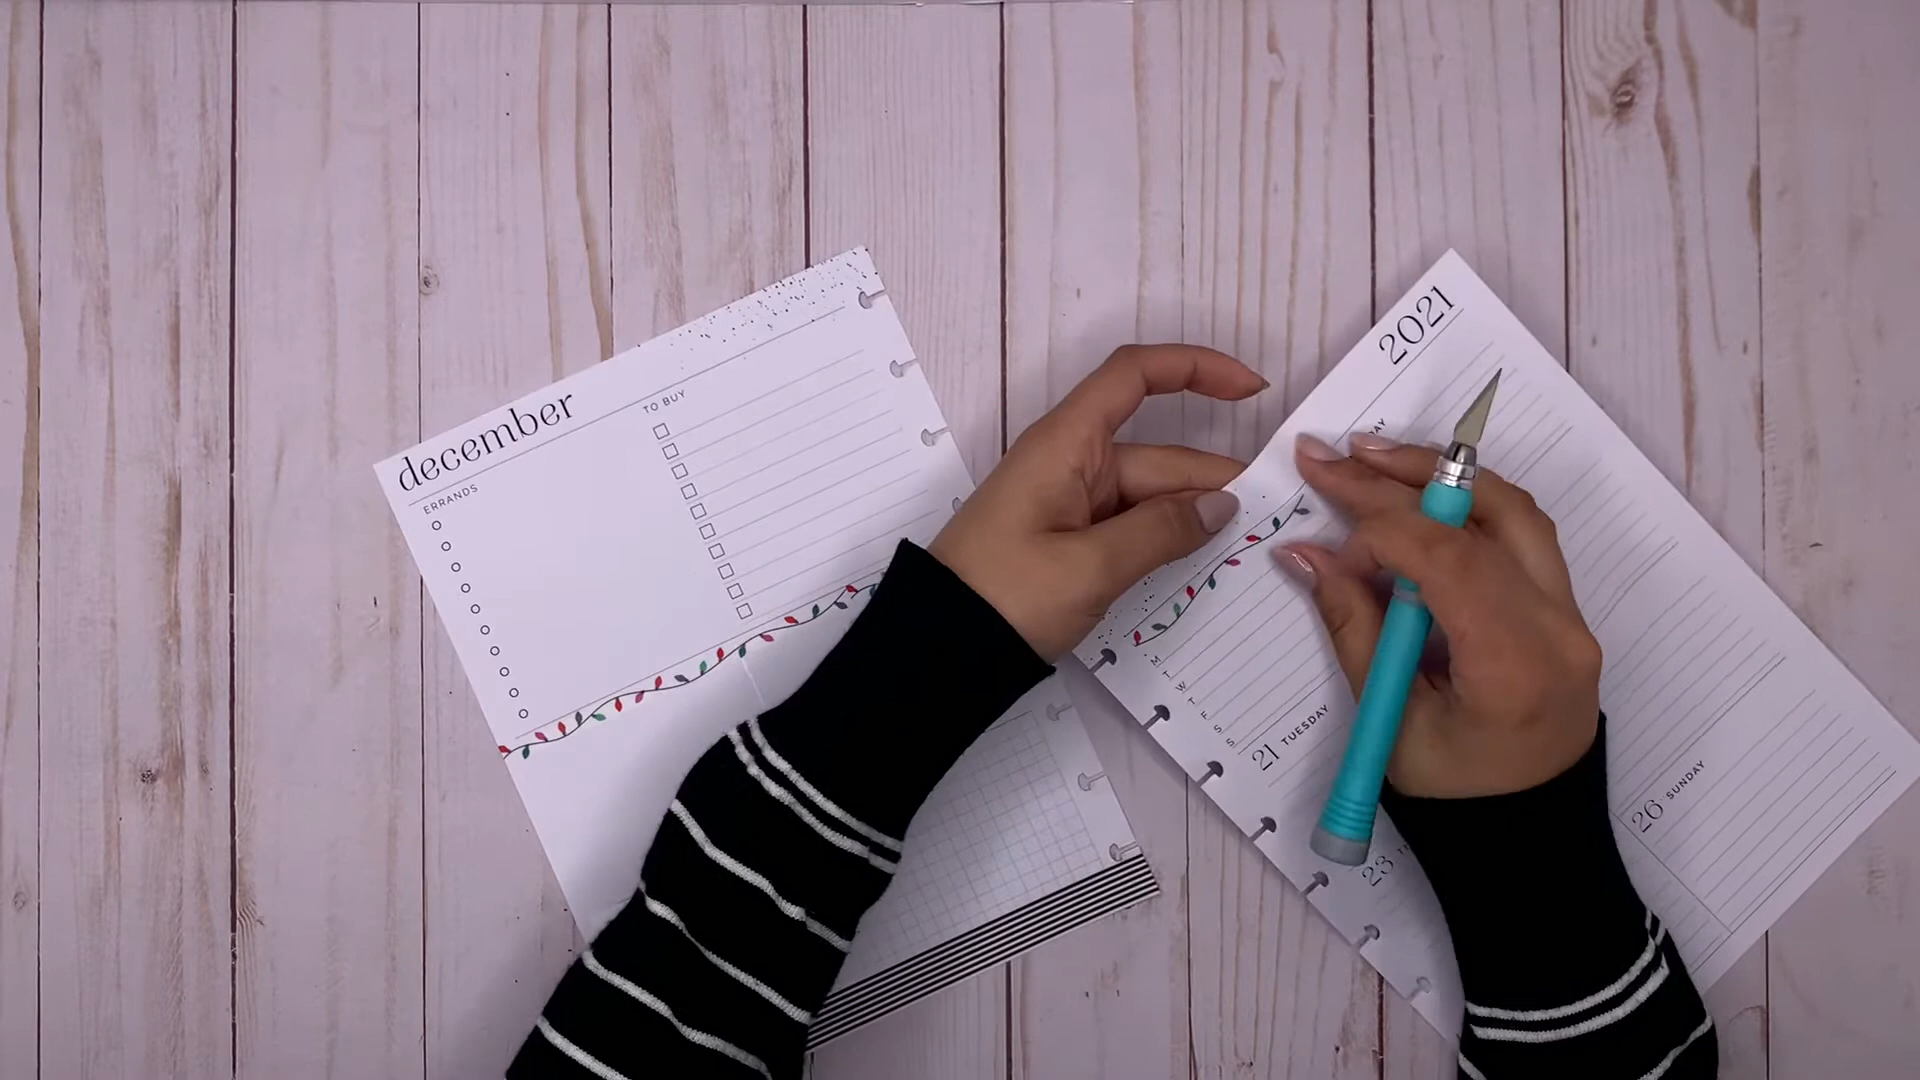 december
ERRANDS
TO BUY
2021
M
T
W
T
F
S
S
21 TUESDAY
23
26 SUNDAY